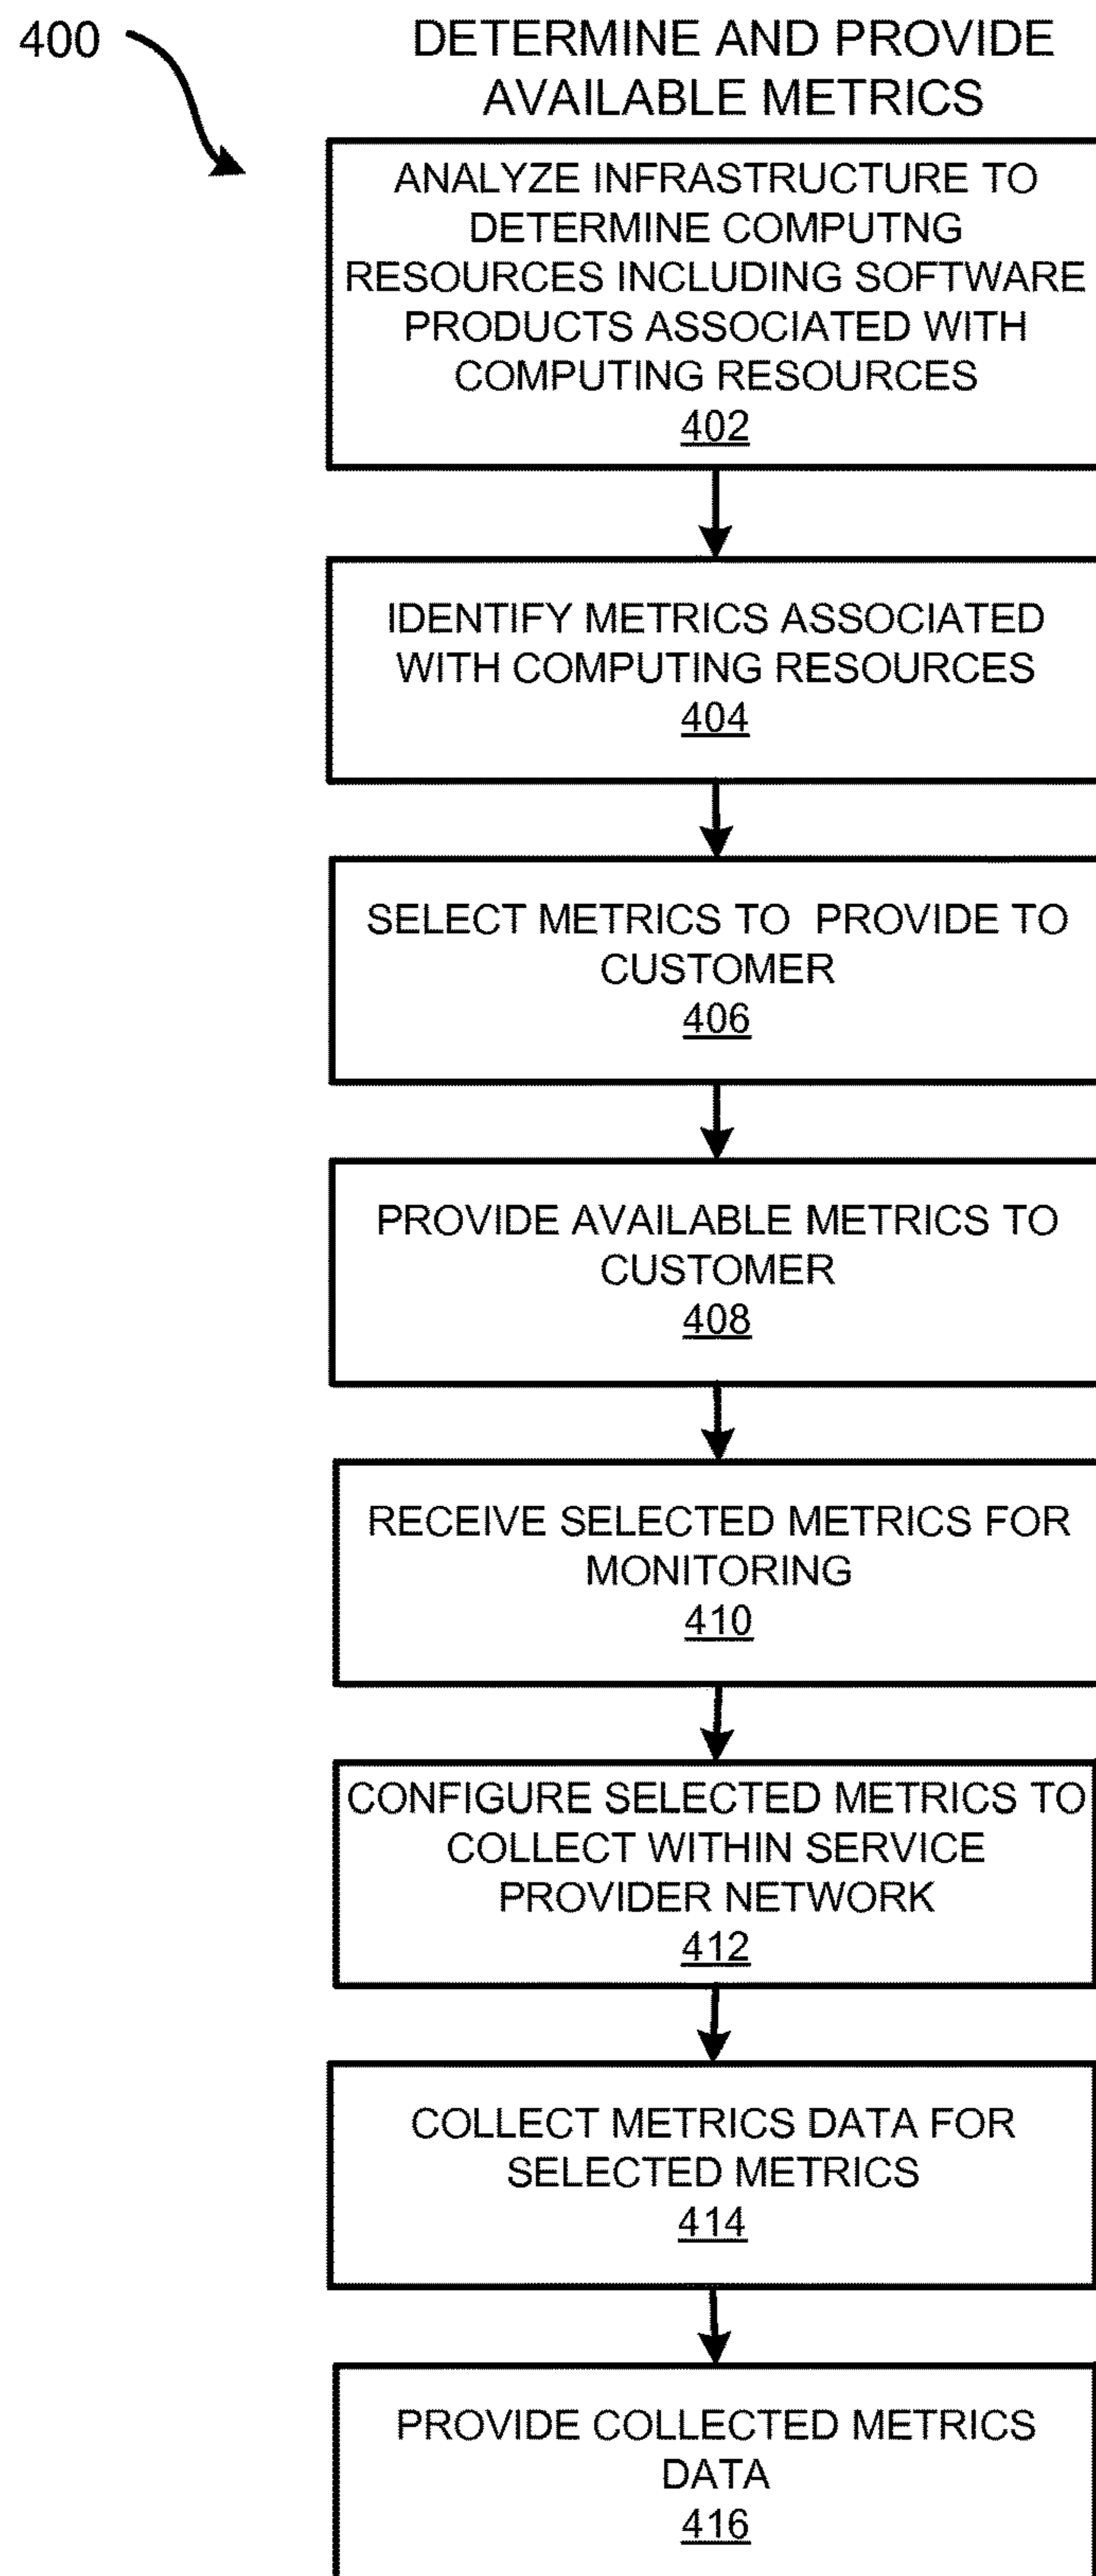 400
DETERMINE AND PROVIDE
AVAILABLE METRICS
ANALYZE INFRASTRUCTURE TO
DETERMINE COMPUTNG
RESOURCES INCLUDING SOFTWARE
PRODUCTS ASSOCIATED WITH
COMPUTING RESOURCES
402
IDENTIFY METRICS ASSOCIATED
WITH COMPUTING RESOURCES
404
SELECT METRICS TO PROVIDE TO
CUSTOMER
406
PROVIDE AVAILABLE METRICS TO
CUSTOMER
408
RECEIVE SELECTED METRICS FOR
MONITORING
410
CONFIGURE SELECTED METRICS TO
COLLECT WITHIN SERVICE
PROVIDER NETWORK
412
COLLECT METRICS DATA FOR
SELECTED METRICS
414
PROVIDE COLLECTED METRICS
DATA
416